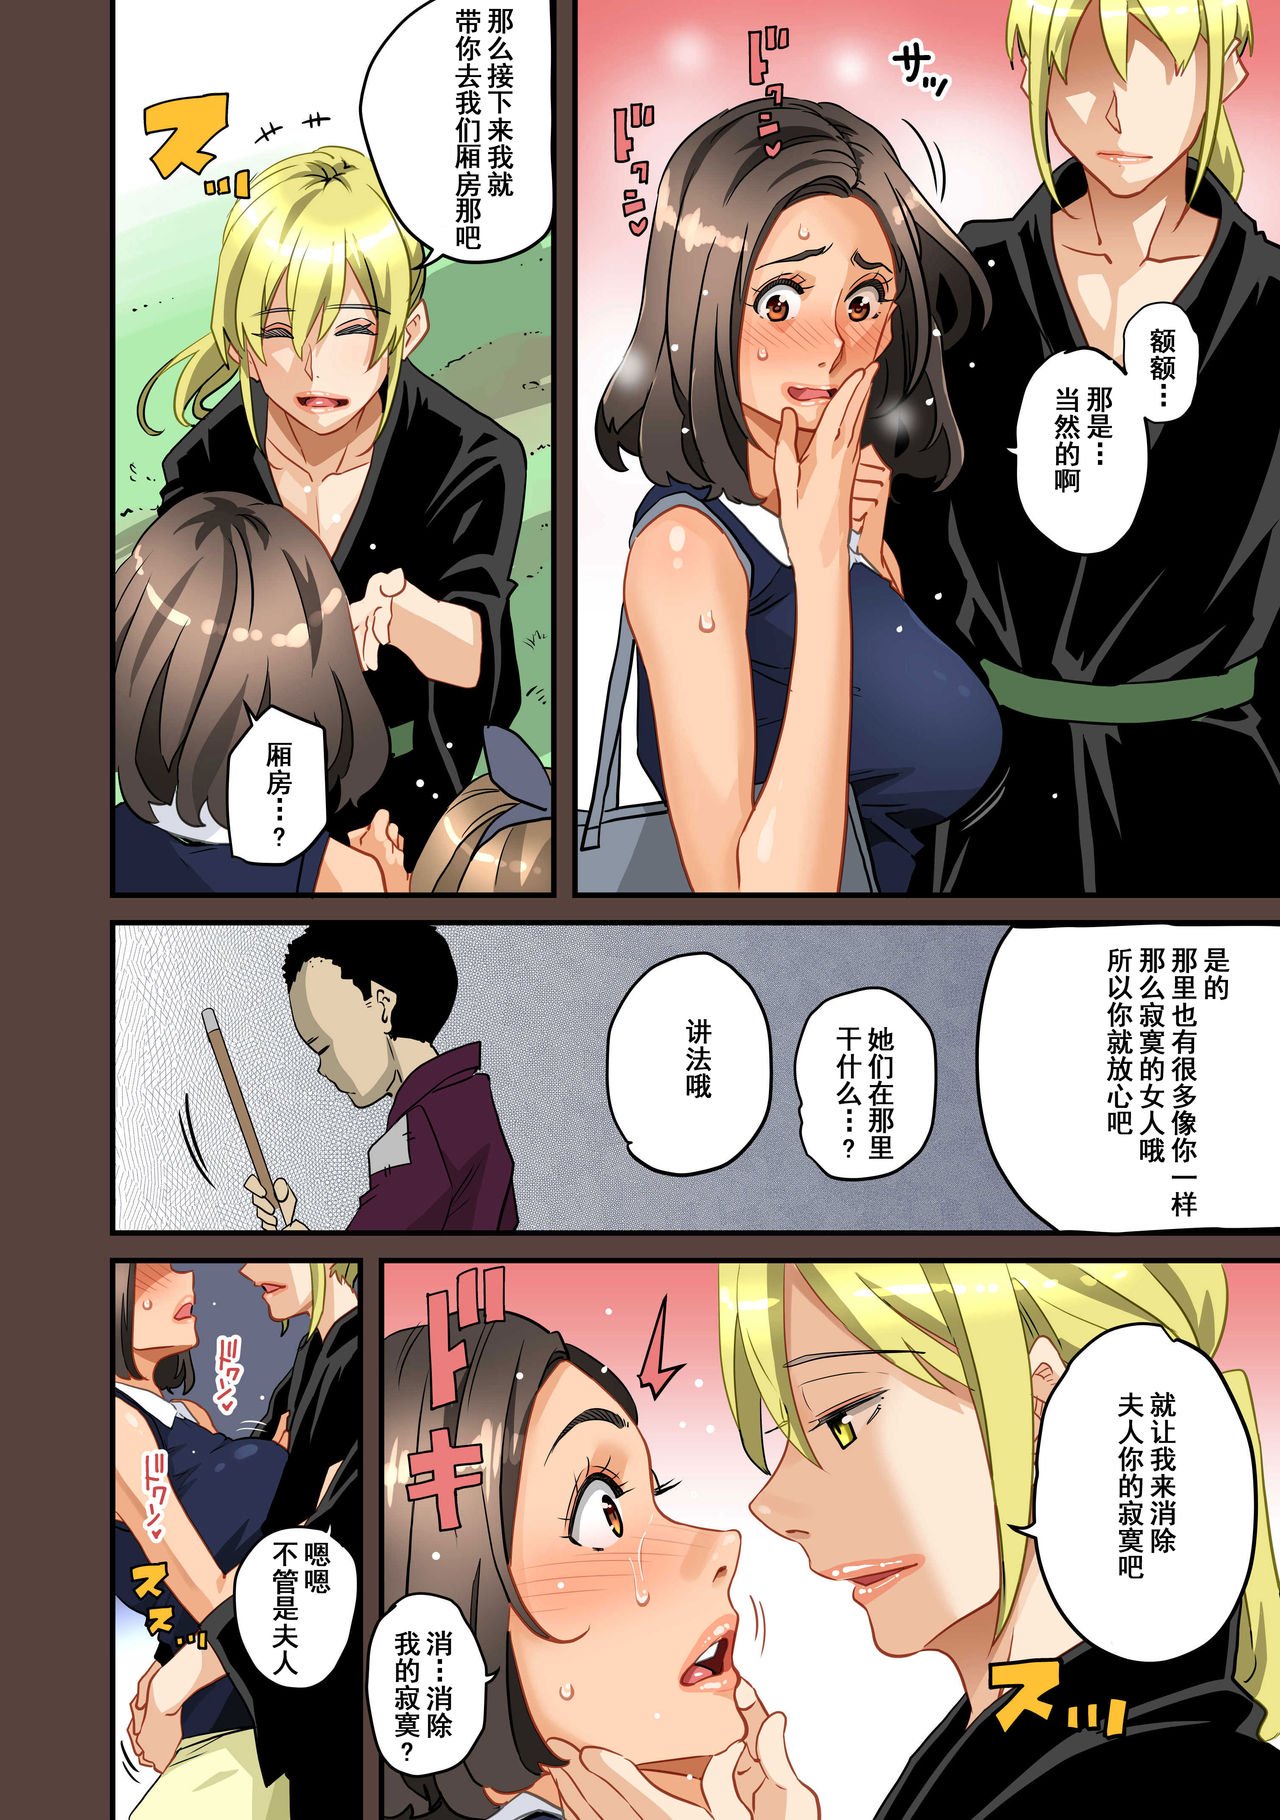 サッ
ドクン
ドクン
额额…
那是…
当然的啊
那么接下来我就
带你去我们厢房那吧
スッ…
厢房…?
是的
那里也有很多像你一样
那么寂寞的女人哦
所以你就放心吧
她们在那里
干什么…?
讲法哦
就让我来消除
夫人你的寂寞吧
スッ…
ドキ
消…消除
我的寂寞?
ドクン
ドクン
嗯嗯
不管是夫人
スス…